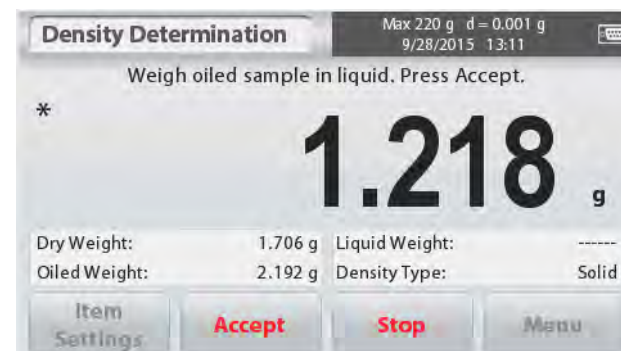 Density Determination
Max 220 g d = 0.001 g
9/28/2015 13:11
Weigh oiled sample in liquid. Press Accept.
*
1.218 g
Dry Weight: 1.706 g Liquid Weight: ------
Oiled Weight: 2.192 g Density Type: Solid
Item Settings Accept Stop Menu